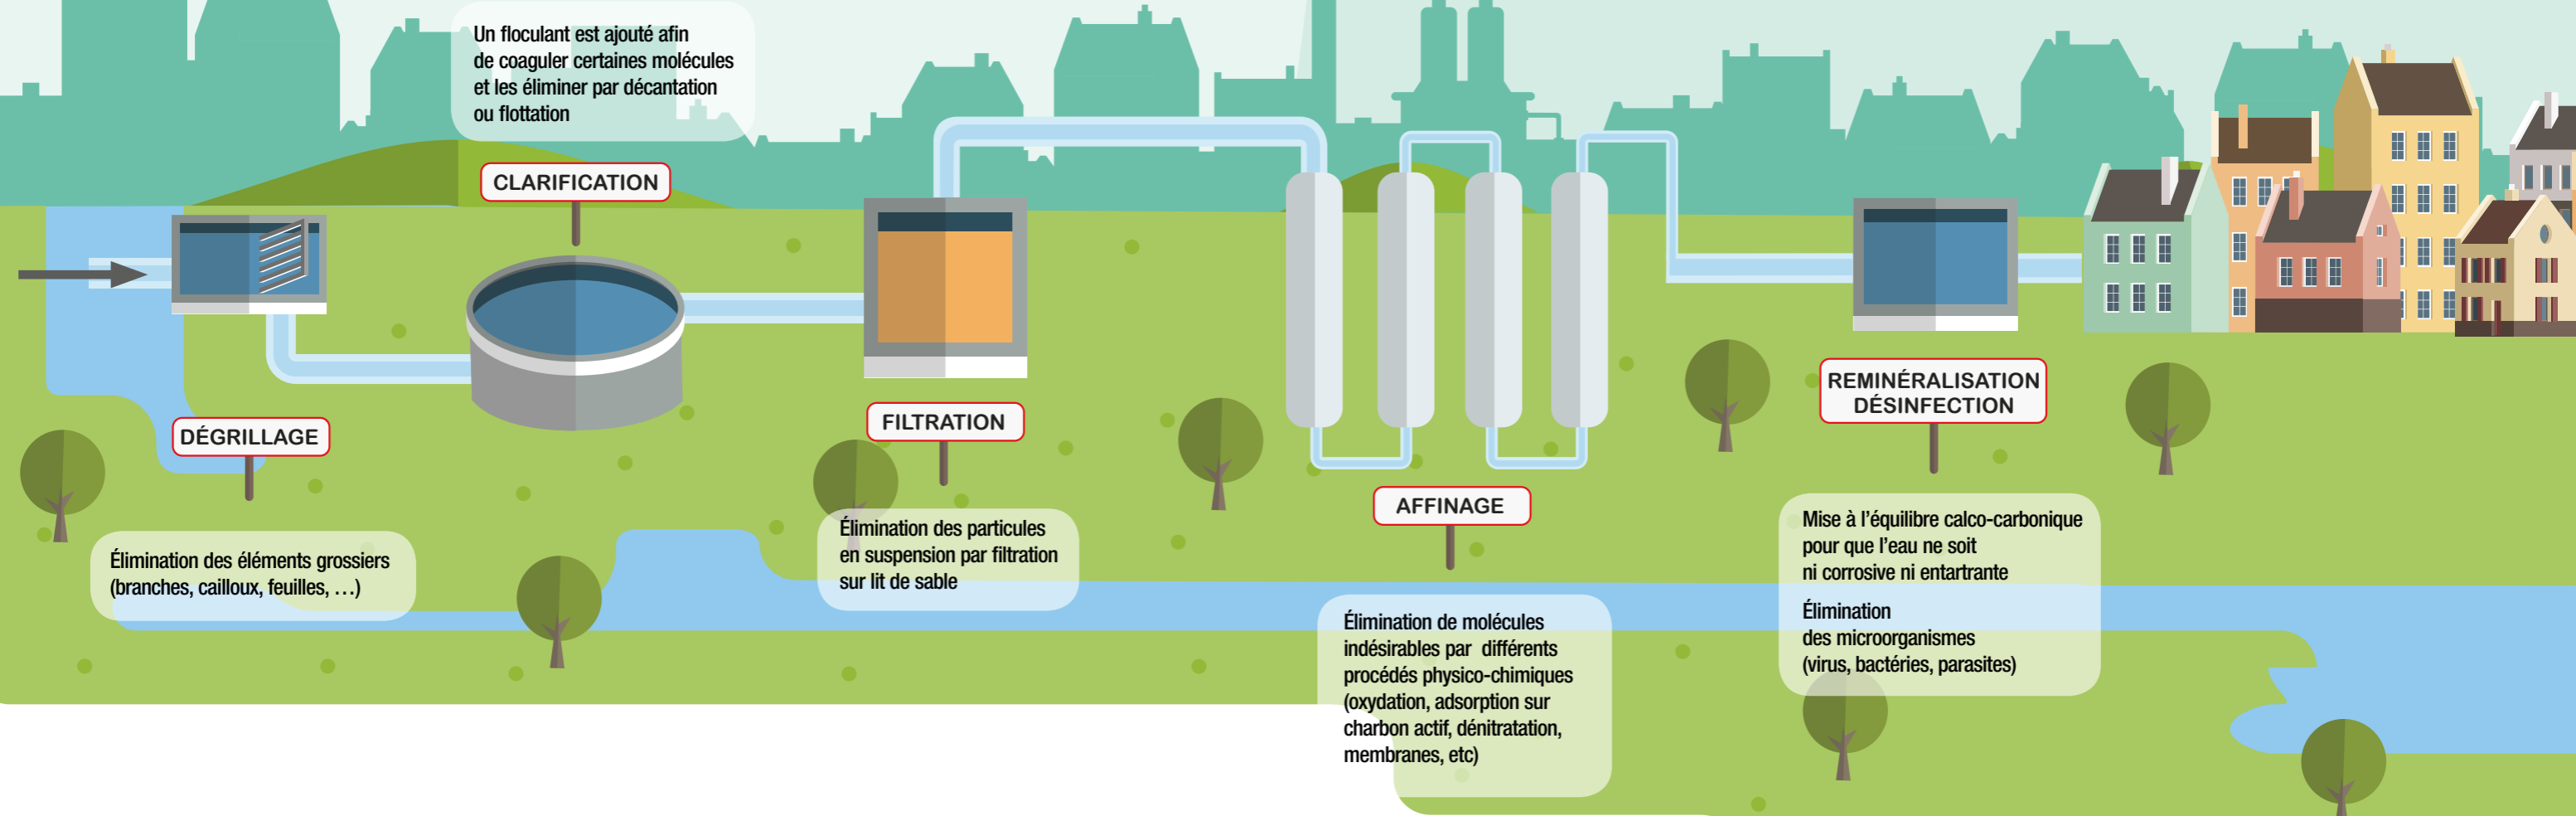 Un floculant est ajouté afin
de coaguler certaines molécules
et les éliminer par décantation
ou flottation
CLARIFICATION
DÉGRILLAGE
Élimination des éléments grossiers
(branches, cailloux, feuilles, …)
FILTRATION
Élimination des particules
en suspension par filtration
sur lit de sable
AFFINAGE
Élimination de molécules
indésirables par différents
procédés physico-chimiques
(oxydation, adsorption sur
charbon actif, dénitratation,
membranes, etc)
REMINÉRALISATION
DÉSINFECTION
Mise à l’équilibre calco-carbonique
pour que l’eau ne soit
ni corrosive ni entartrante
Élimination
des microorganismes
(virus, bactéries, parasites)